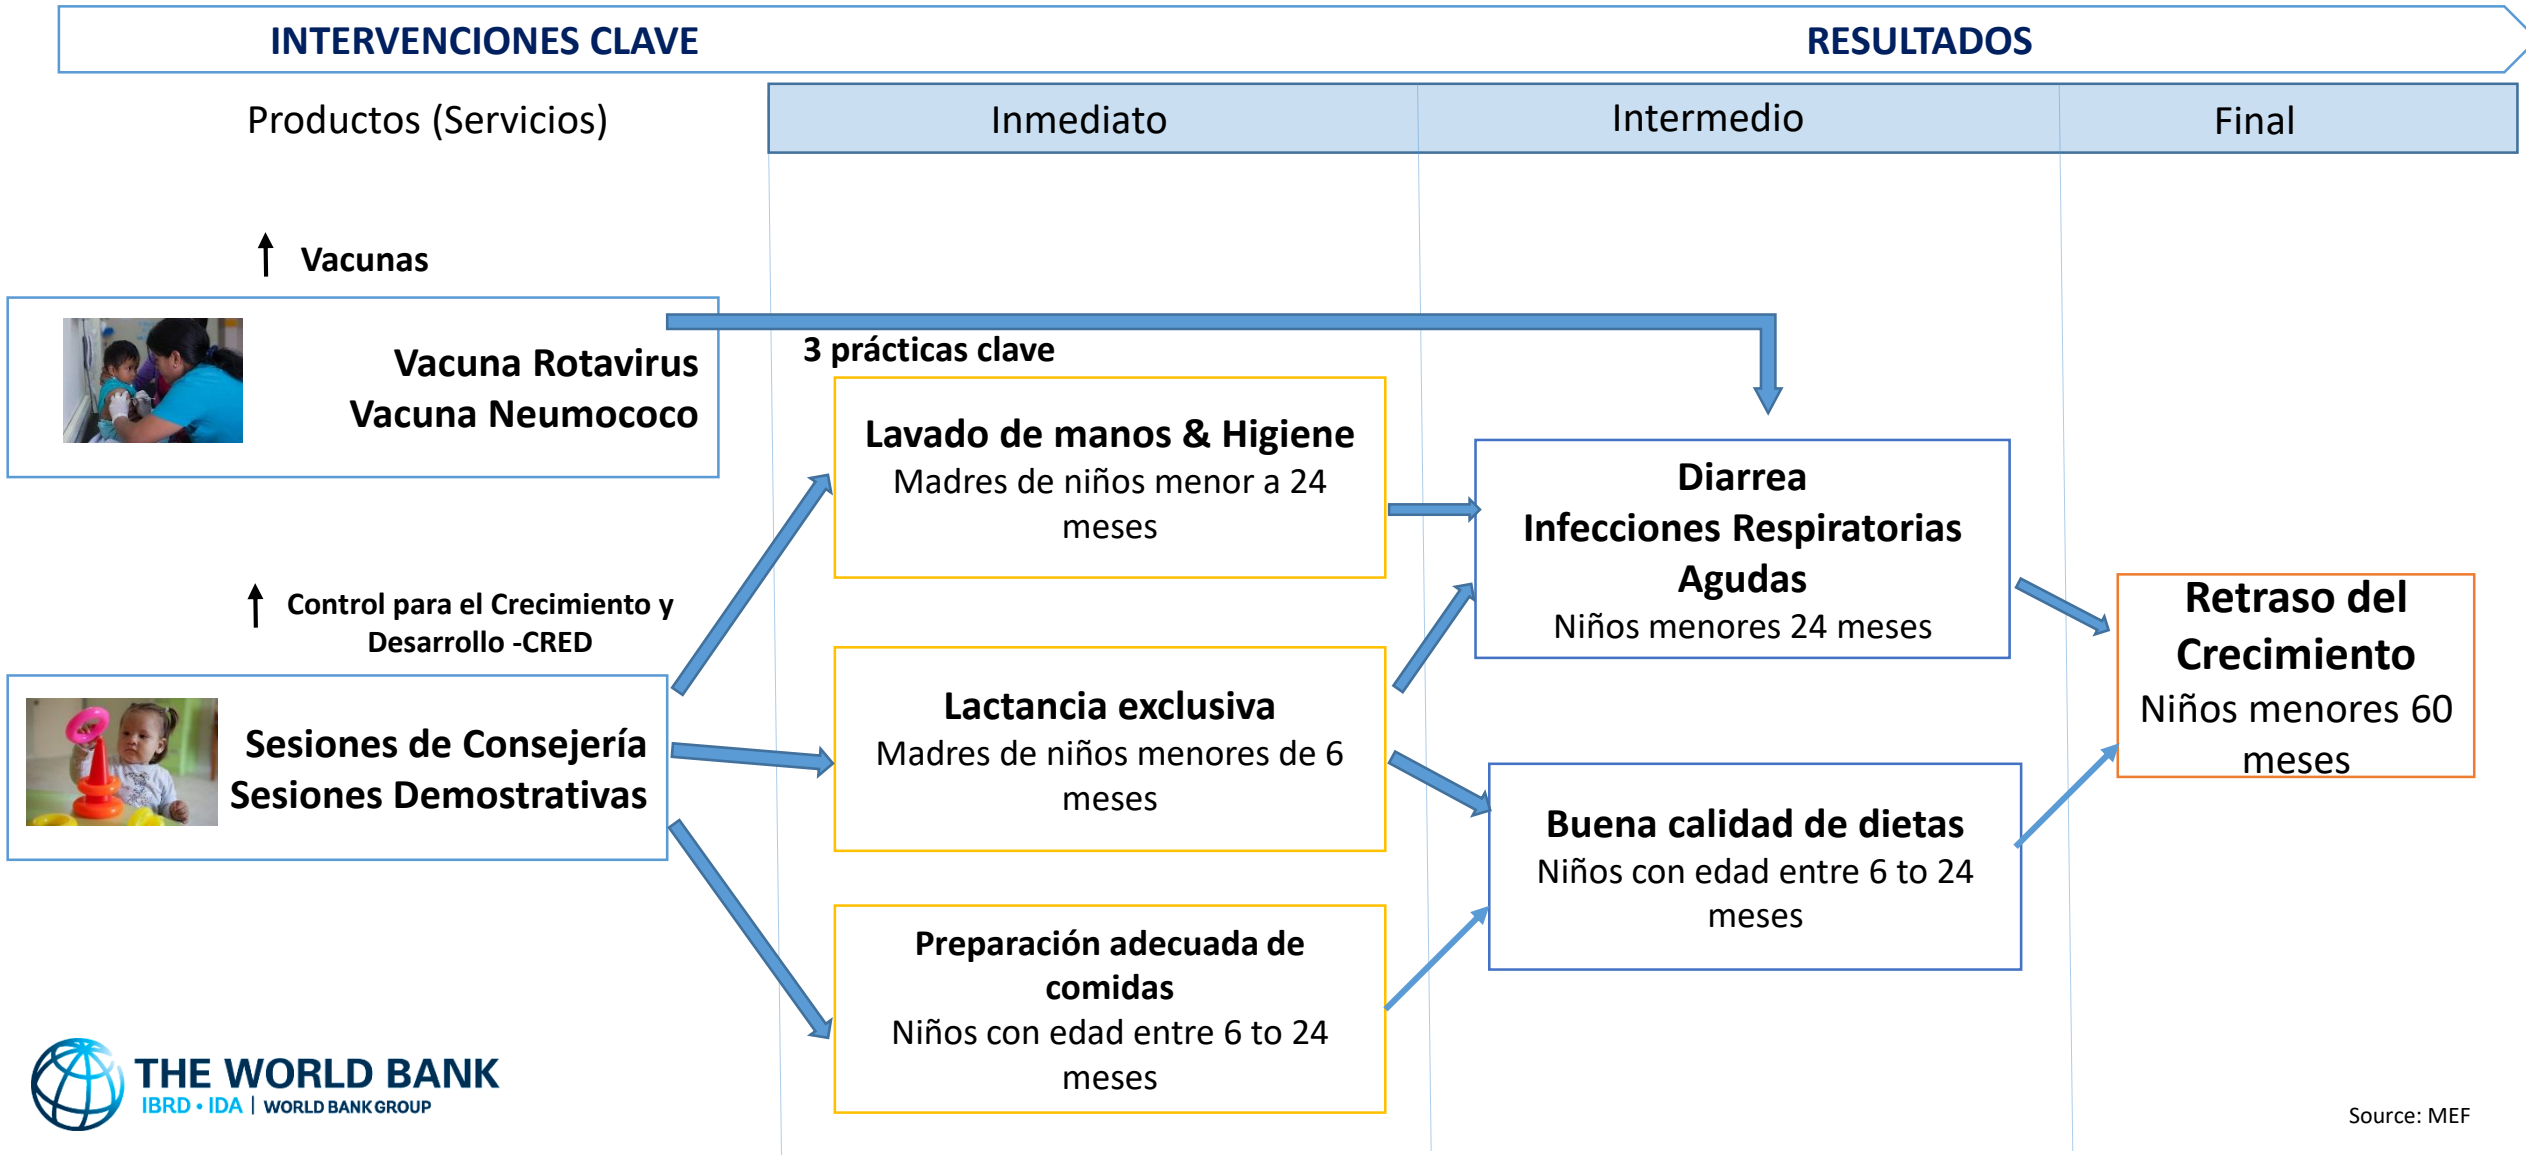 INTERVENCIONES CLAVE
RESULTADOS
Productos (Servicios)
Inmediato
Intermedio
Final
Vacunas
Vacuna Rotavirus
Vacuna Neumococo
Control para el Crecimiento y
Desarrollo -CRED
Sesiones de Consejería
Sesiones Demostrativas
3 prácticas clave
Lavado de manos & Higiene
Madres de niños menor a 24
meses
Lactancia exclusiva
Madres de niños menores de 6
meses
Preparación adecuada de
comidas
Niños con edad entre 6 to 24
meses
Diarrea
Infecciones Respiratorias
Agudas
Niños menores 24 meses
Buena calidad de dietas
Niños con edad entre 6 to 24
meses
Retraso del
Crecimiento
Niños menores 60
meses
THE WORLD BANK
IBRD • IDA | WORLD BANK GROUP
Source: MEF